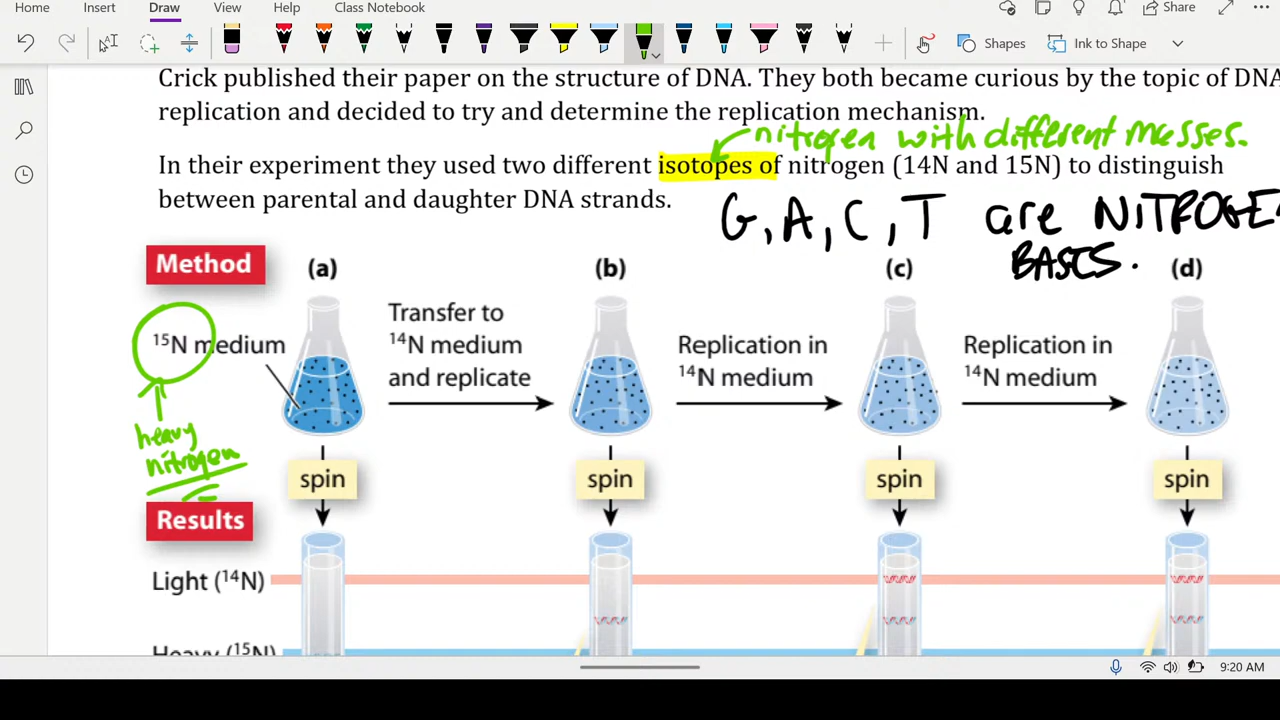 Home Insert Draw View Help Class Notebook Share
Shapes Ink to Shape
Crick published their paper on the structure of DNA. They both became curious by the topic of DNA
replication and decided to try and determine the replication mechanism.
nitrogen with different masses.
In their experiment they used two different isotopes of nitrogen (14N and 15N) to distinguish
between parental and daughter DNA strands.
G, A, C, T are NITROGE
BASES.
Method (a) (b) (c) (d)
Transfer to
¹⁵N medium ¹⁴N medium Replication in Replication in
and replicate ¹⁴N medium ¹⁴N medium
heavy
nitrogen
spin spin spin spin
Results
Light (¹⁴N)
Heavy (¹⁵N)
9:20 AM